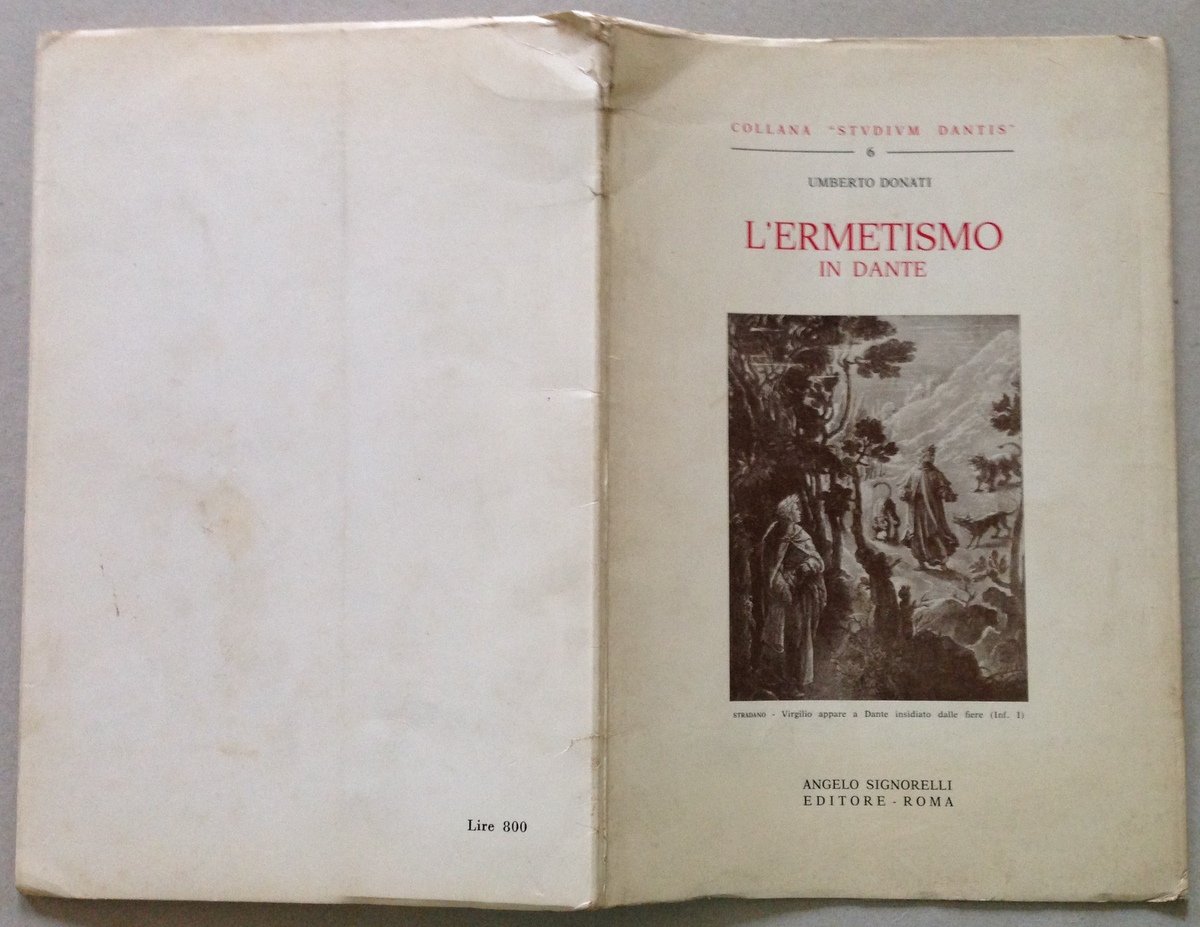 COLLANA "STVDIVM DANTIS"
6
UMBERTO DONATI
L'ERMETISMO
IN DANTE
STRADANO - Virgilio appare a Dante insidiato dalle fiere (Inf. I)
ANGELO SIGNORELLI
EDITORE - ROMA
Lire 800